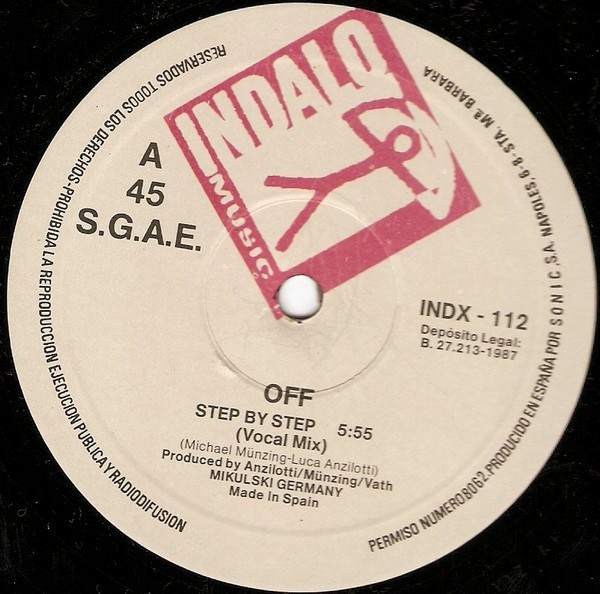 INDALO
MUSIC
A
45
S.G.A.E.
INDX - 112
Depósito Legal:
B. 27.213-1987
OFF
STEP BY STEP 5:55
(Vocal Mix)
(Michael Münzing-Luca Anzilotti)
Produced by Anzilotti/Münzing/Vath
MIKULSKI GERMANY
Made In Spain
RESERVADOS TODOS LOS DERECHOS-PROHIBIDA LA REPRODUCCION EJECUCION PUBLICA Y RADIODIFUSION
PERMISO NUMERO8062.PRODUCIDO EN ESPAÑA POR SONIC, S.A. NAPOLES, 6-8-STA. Mª. BARBARA